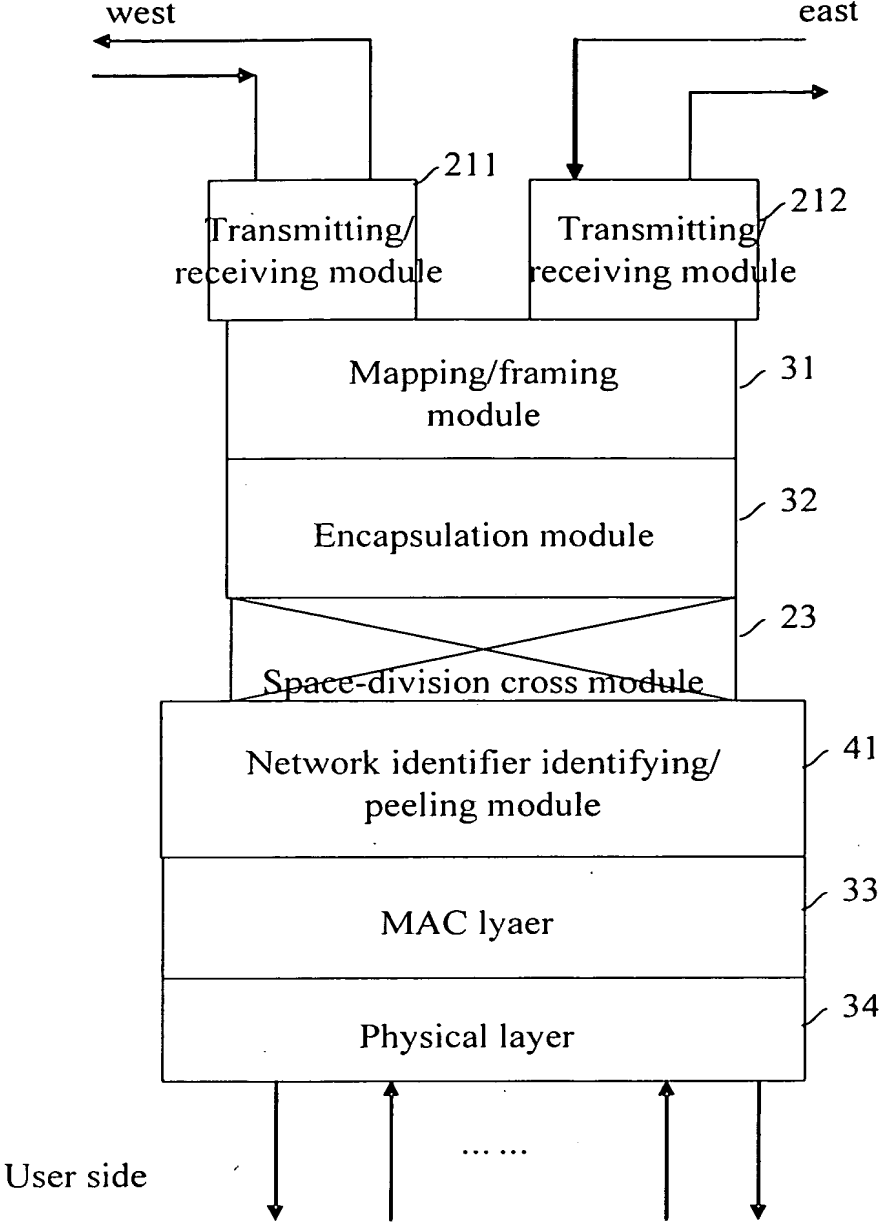 west
east
211
212
Transmitting/
receiving module
Transmitting/
receiving module
31
Mapping/framing
module
32
Encapsulation module
23
Space-division cross module
41
Network identifier identifying/
peeling module
33
MAC lyaer
34
Physical layer
... ...
User side